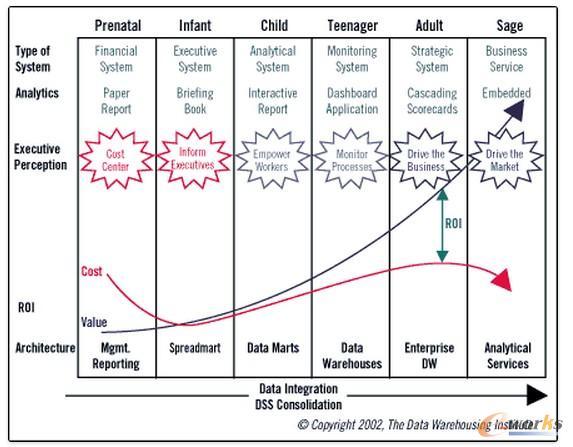 Prenatal Infant Child Teenager Adult Sage
Type of System Financial System Executive System Analytical System Monitoring System Strategic System Business Service
Analytics Paper Report Briefing Book Interactive Report Dashboard Application Cascading Scorecards Embedded
Executive Perception Cost Center Inform Executives Empower Workers Monitor Processes Drive the Business Drive the Market
ROI
Cost
ROI
Value
Architecture Mgmt. Reporting Spreadmart Data Marts Data Warehouses Enterprise DW Analytical Services
Data Integration
DSS Consolidation
© Copyright 2002, The Data Warehousing